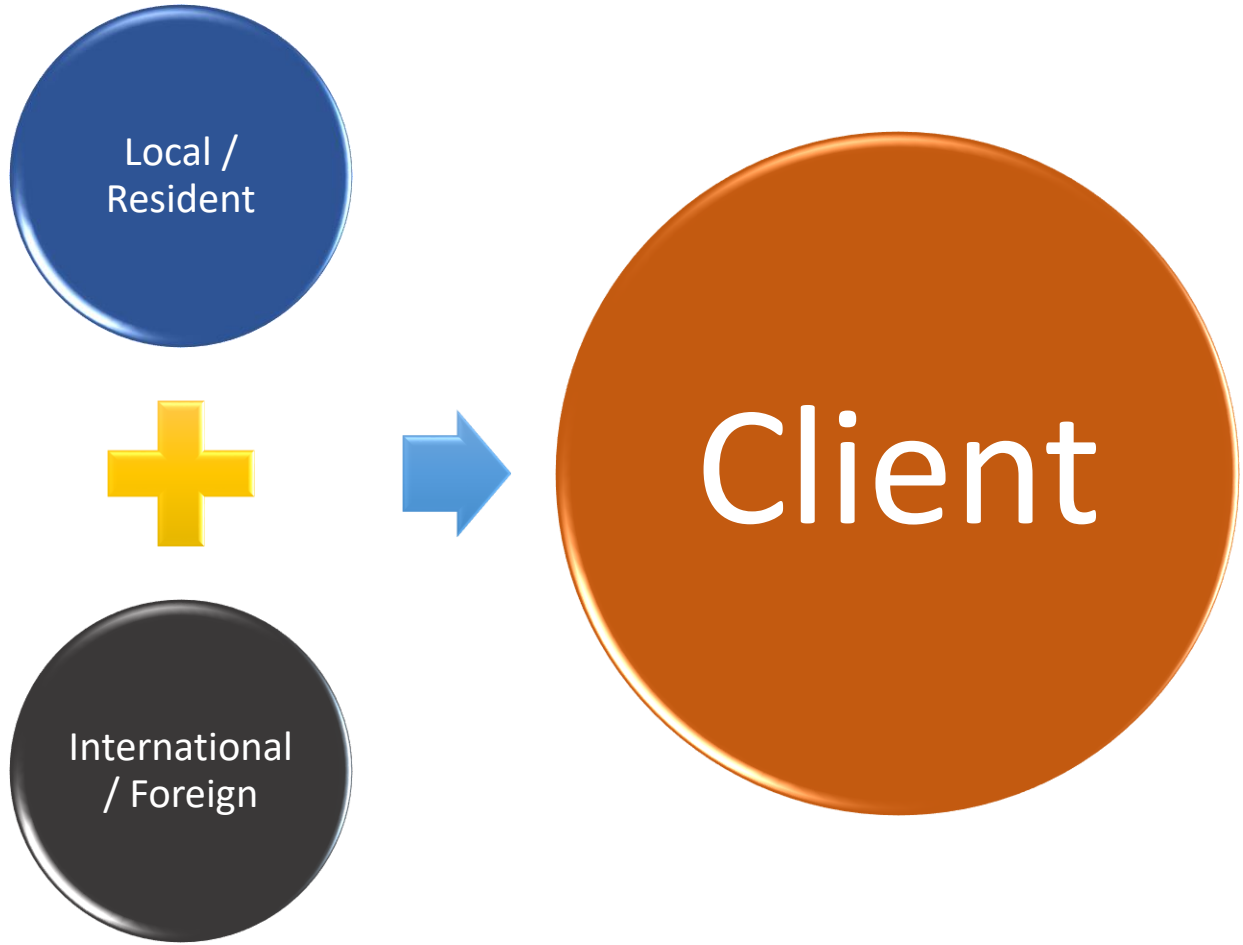 Local /
Resident
International
/ Foreign
Client